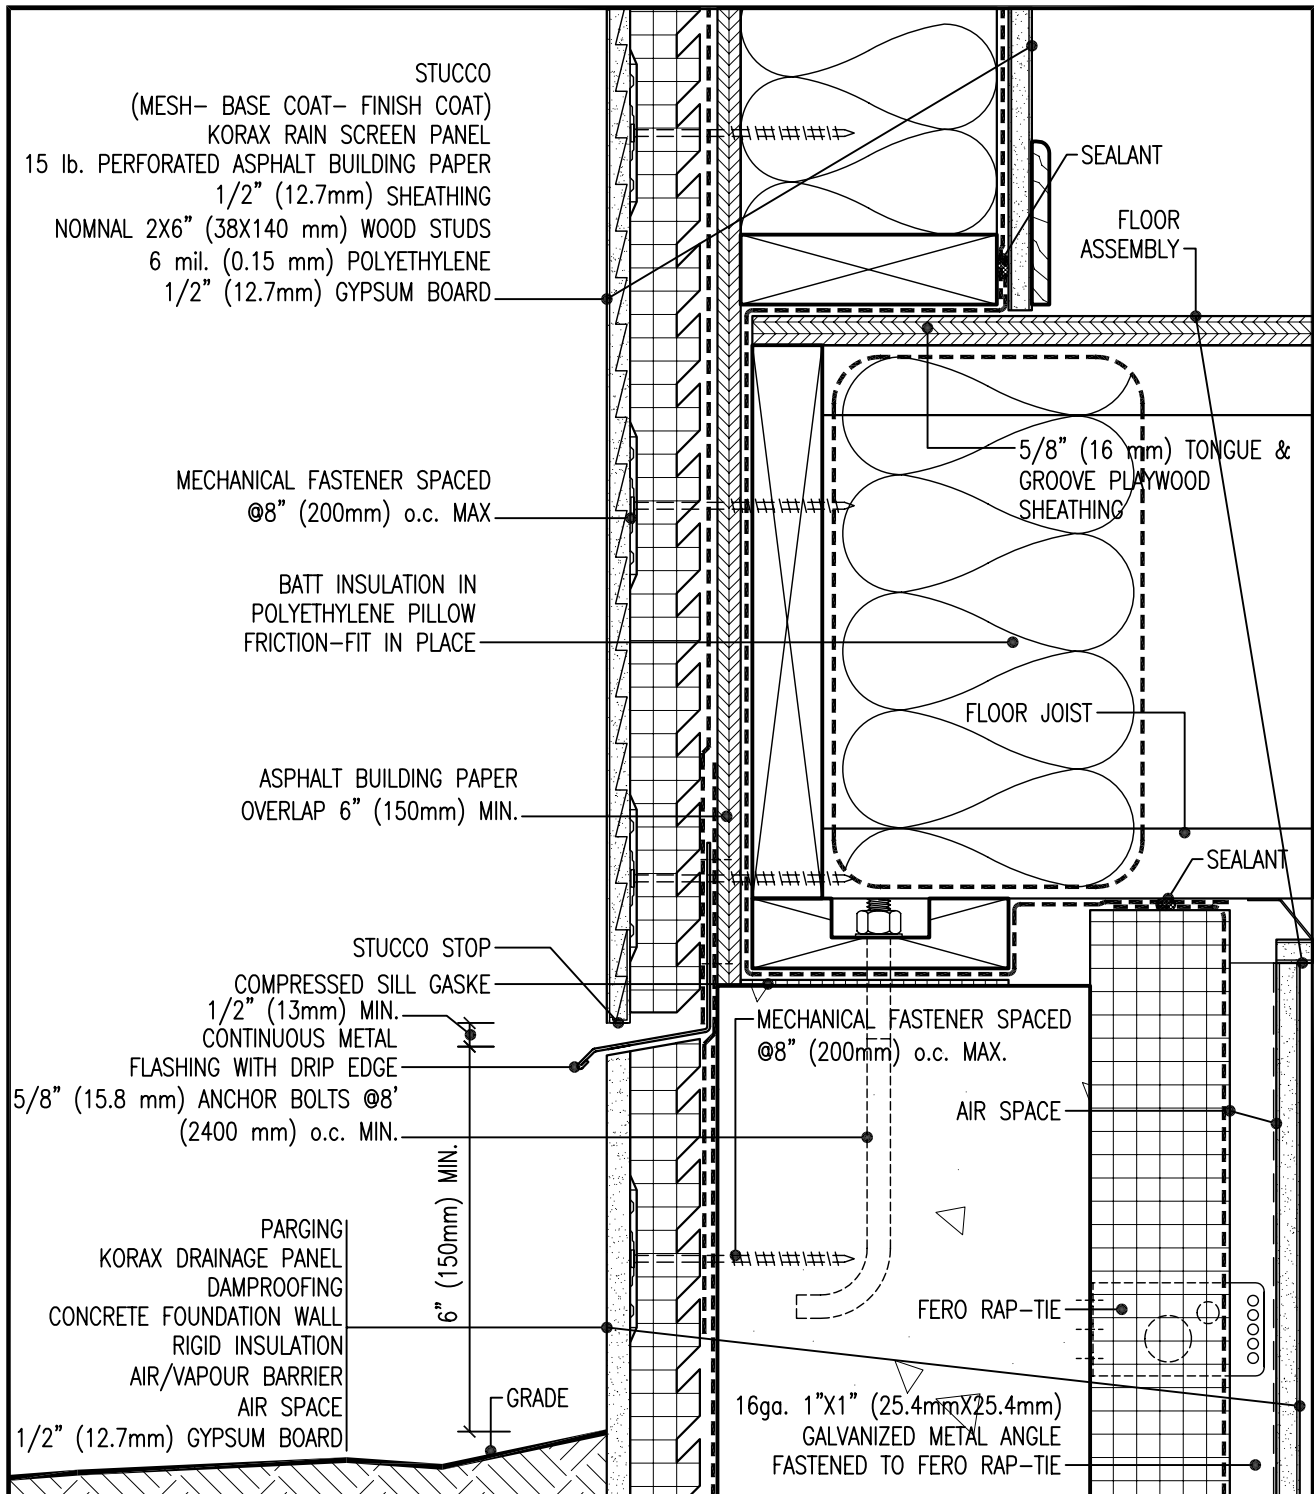 STUCCO
(MESH- BASE COAT- FINISH COAT)
KORAX RAIN SCREEN PANEL
15 lb. PERFORATED ASPHALT BUILDING PAPER
1/2" (12.7mm) SHEATHING
NOMNAL 2X6" (38X140 mm) WOOD STUDS
6 mil. (0.15 mm) POLYETHYLENE
1/2" (12.7mm) GYPSUM BOARD
SEALANT
FLOOR
ASSEMBLY
5/8" (16 mm) TONGUE &
GROOVE PLAYWOOD
SHEATHING
MECHANICAL FASTENER SPACED
@8" (200mm) o.c. MAX
BATT INSULATION IN
POLYETHYLENE PILLOW
FRICTION-FIT IN PLACE
FLOOR JOIST
ASPHALT BUILDING PAPER
OVERLAP 6" (150mm) MIN.
SEALANT
STUCCO STOP
COMPRESSED SILL GASKE
1/2" (13mm) MIN.
CONTINUOUS METAL
FLASHING WITH DRIP EDGE
5/8" (15.8 mm) ANCHOR BOLTS @8'
(2400 mm) o.c. MIN.
MECHANICAL FASTENER SPACED
@8" (200mm) o.c. MAX.
AIR SPACE
6" (150mm) MIN.
PARGING
KORAX DRAINAGE PANEL
DAMPROOFING
CONCRETE FOUNDATION WALL
RIGID INSULATION
AIR/VAPOUR BARRIER
AIR SPACE
1/2" (12.7mm) GYPSUM BOARD
GRADE
FERO RAP-TIE
16ga. 1"X1" (25.4mmX25.4mm)
GALVANIZED METAL ANGLE
FASTENED TO FERO RAP-TIE